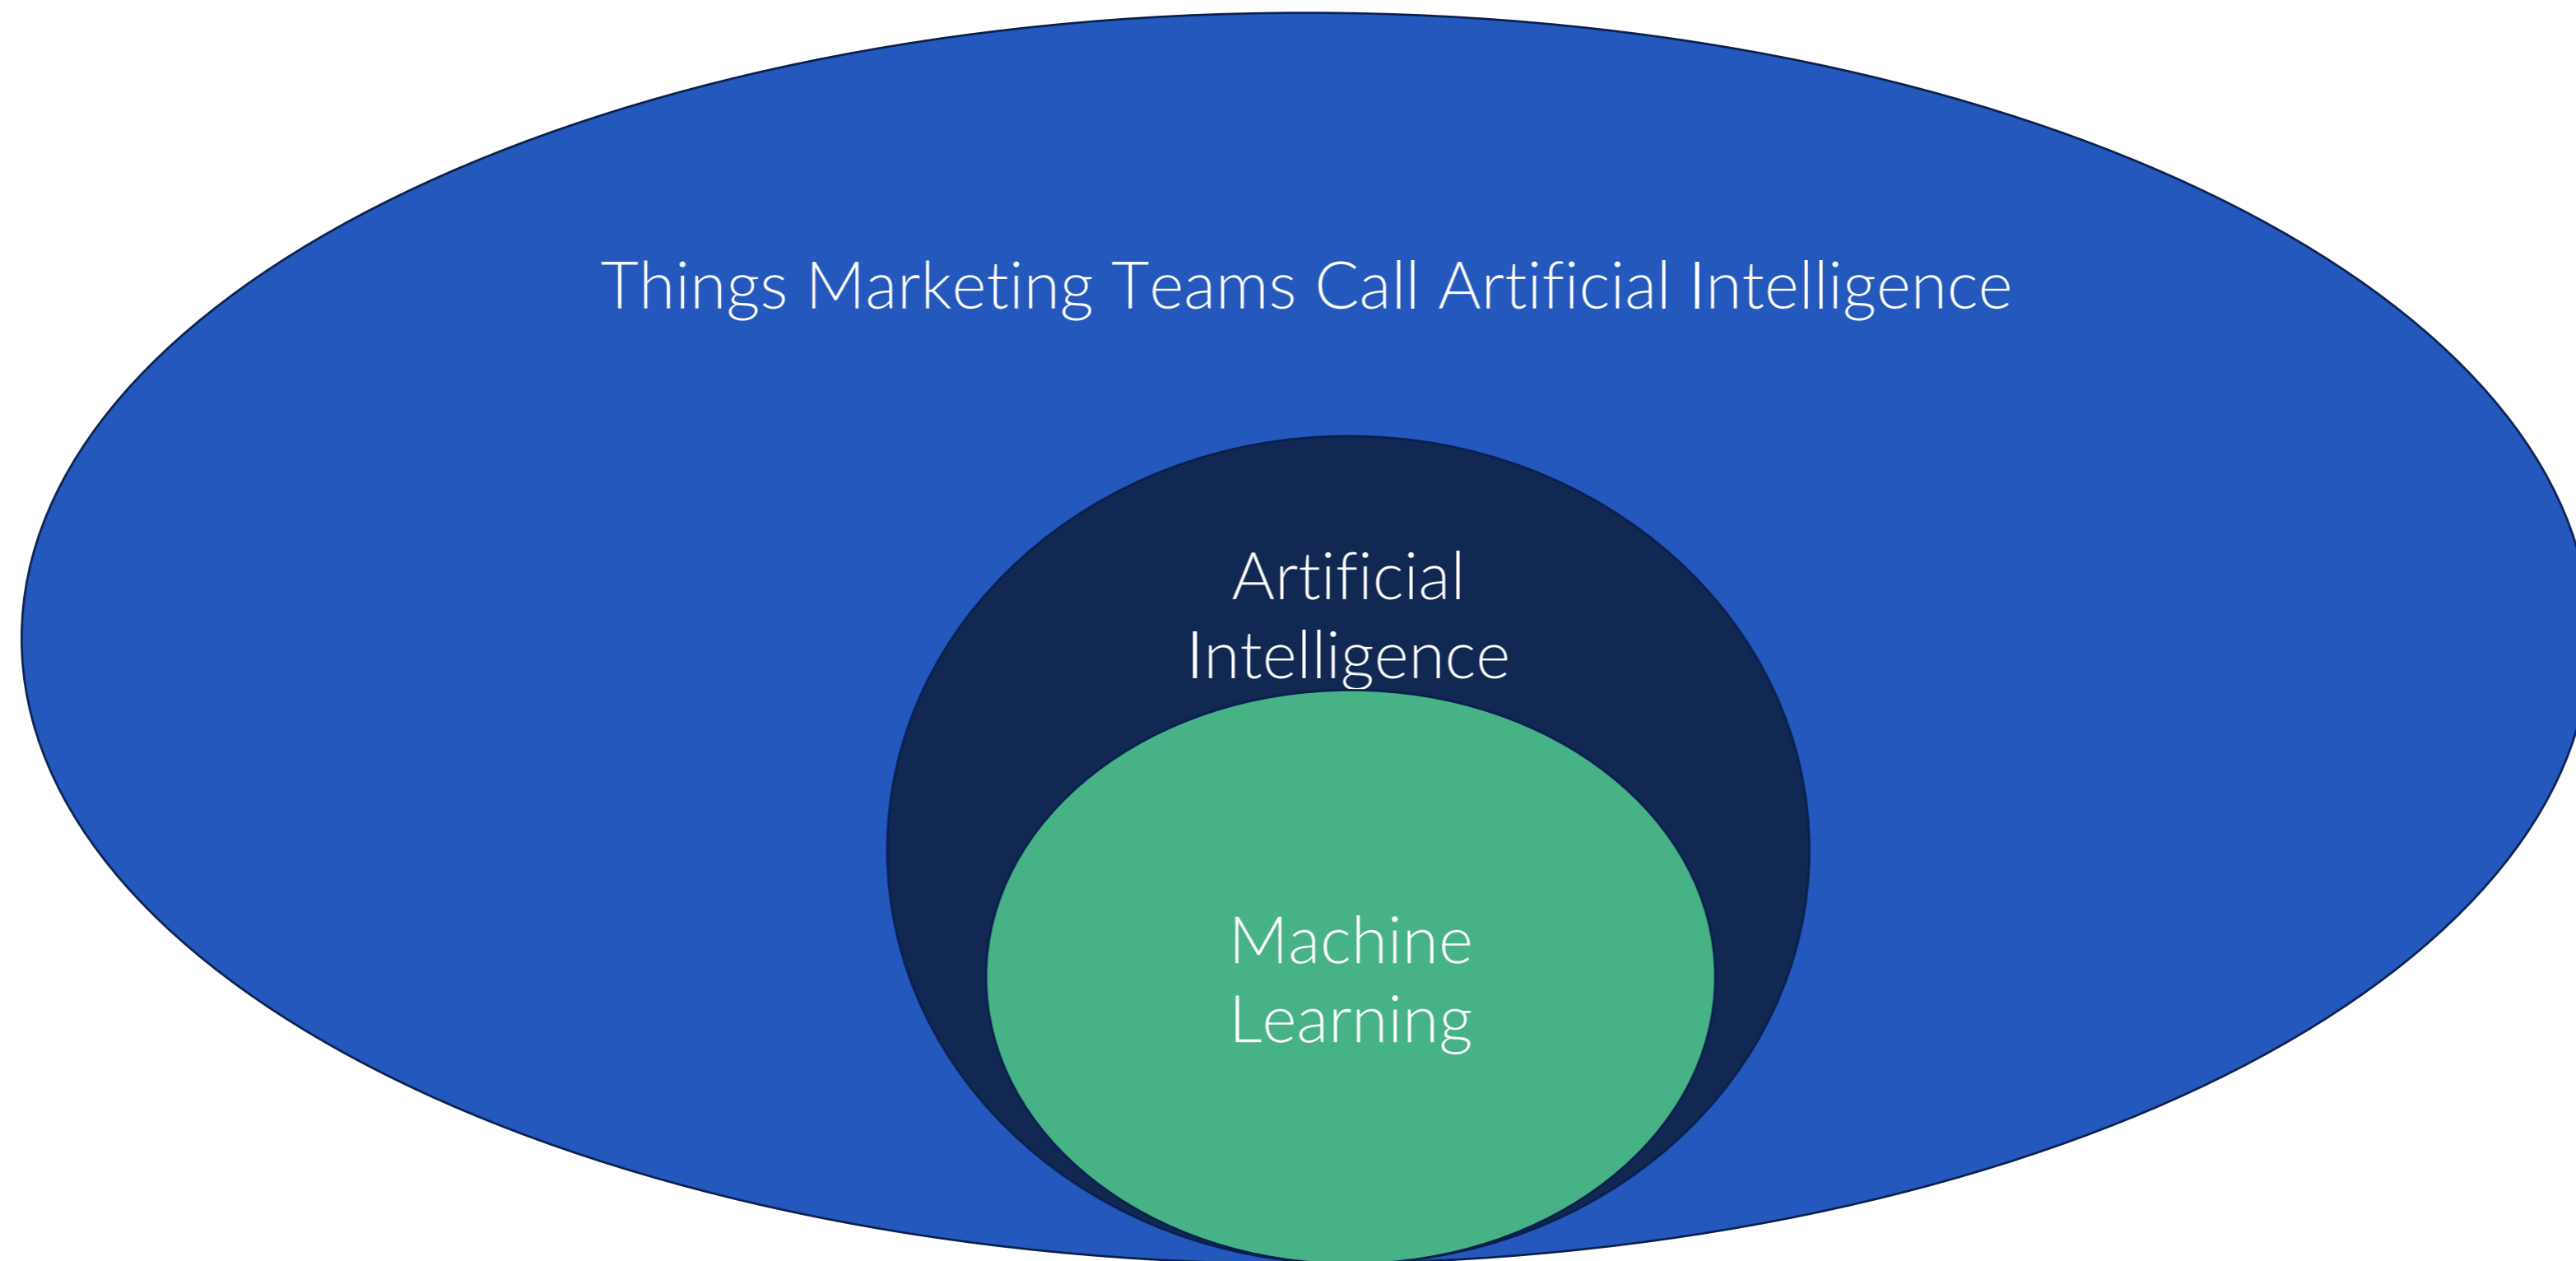 Things Marketing Teams Call Artificial Intelligence
Artificial
Intelligence
Machine
Learning